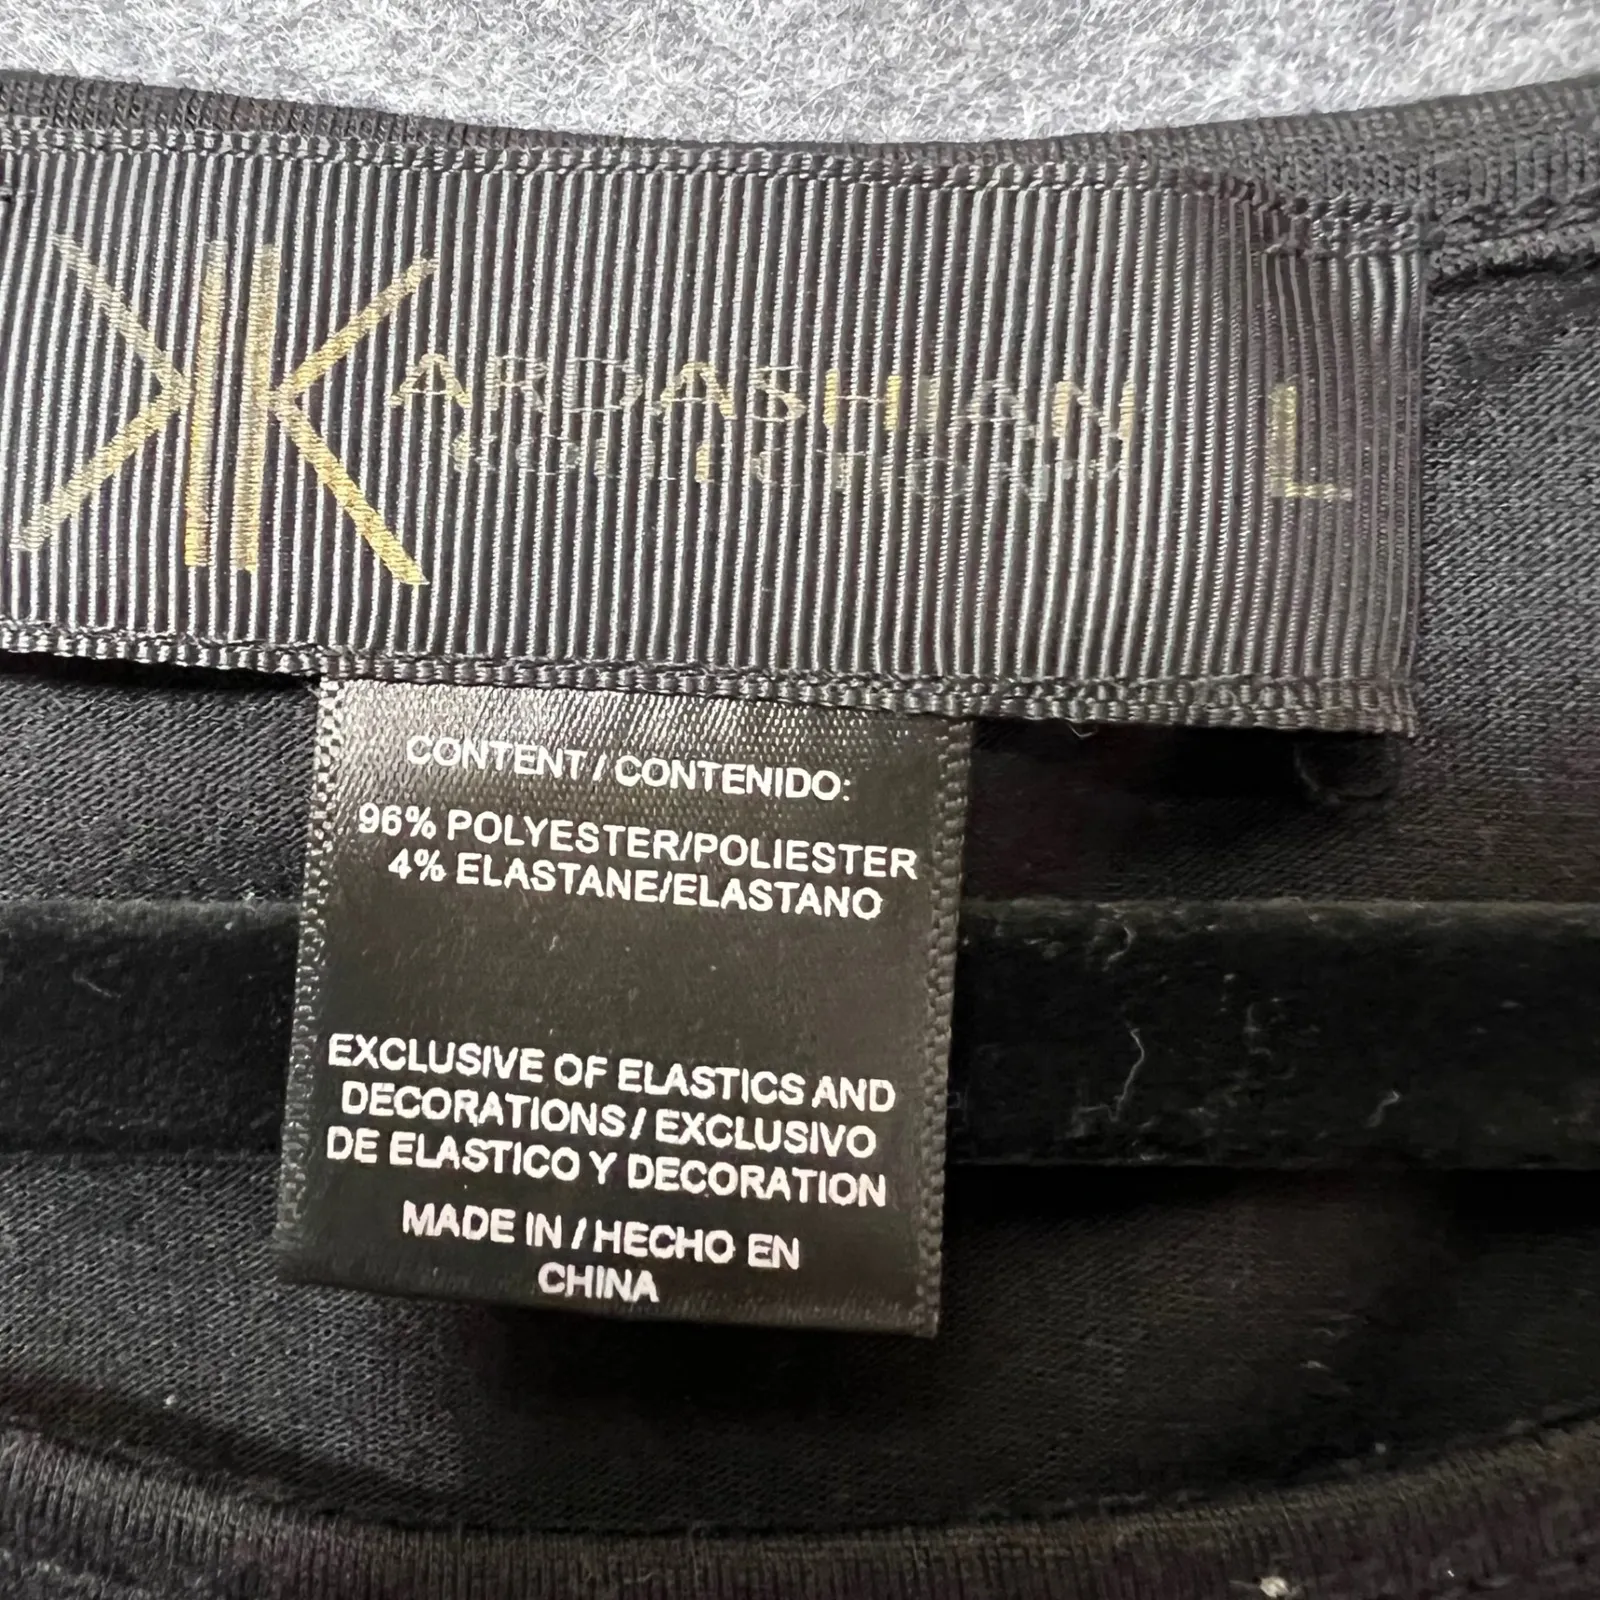 KARDASHIAN L
KOLLECTION
CONTENT / CONTENIDO:
96% POLYESTER/POLIESTER
4% ELASTANE/ELASTANO
EXCLUSIVE OF ELASTICS AND
DECORATIONS / EXCLUSIVO
DE ELASTICO Y DECORATION
MADE IN / HECHO EN
CHINA